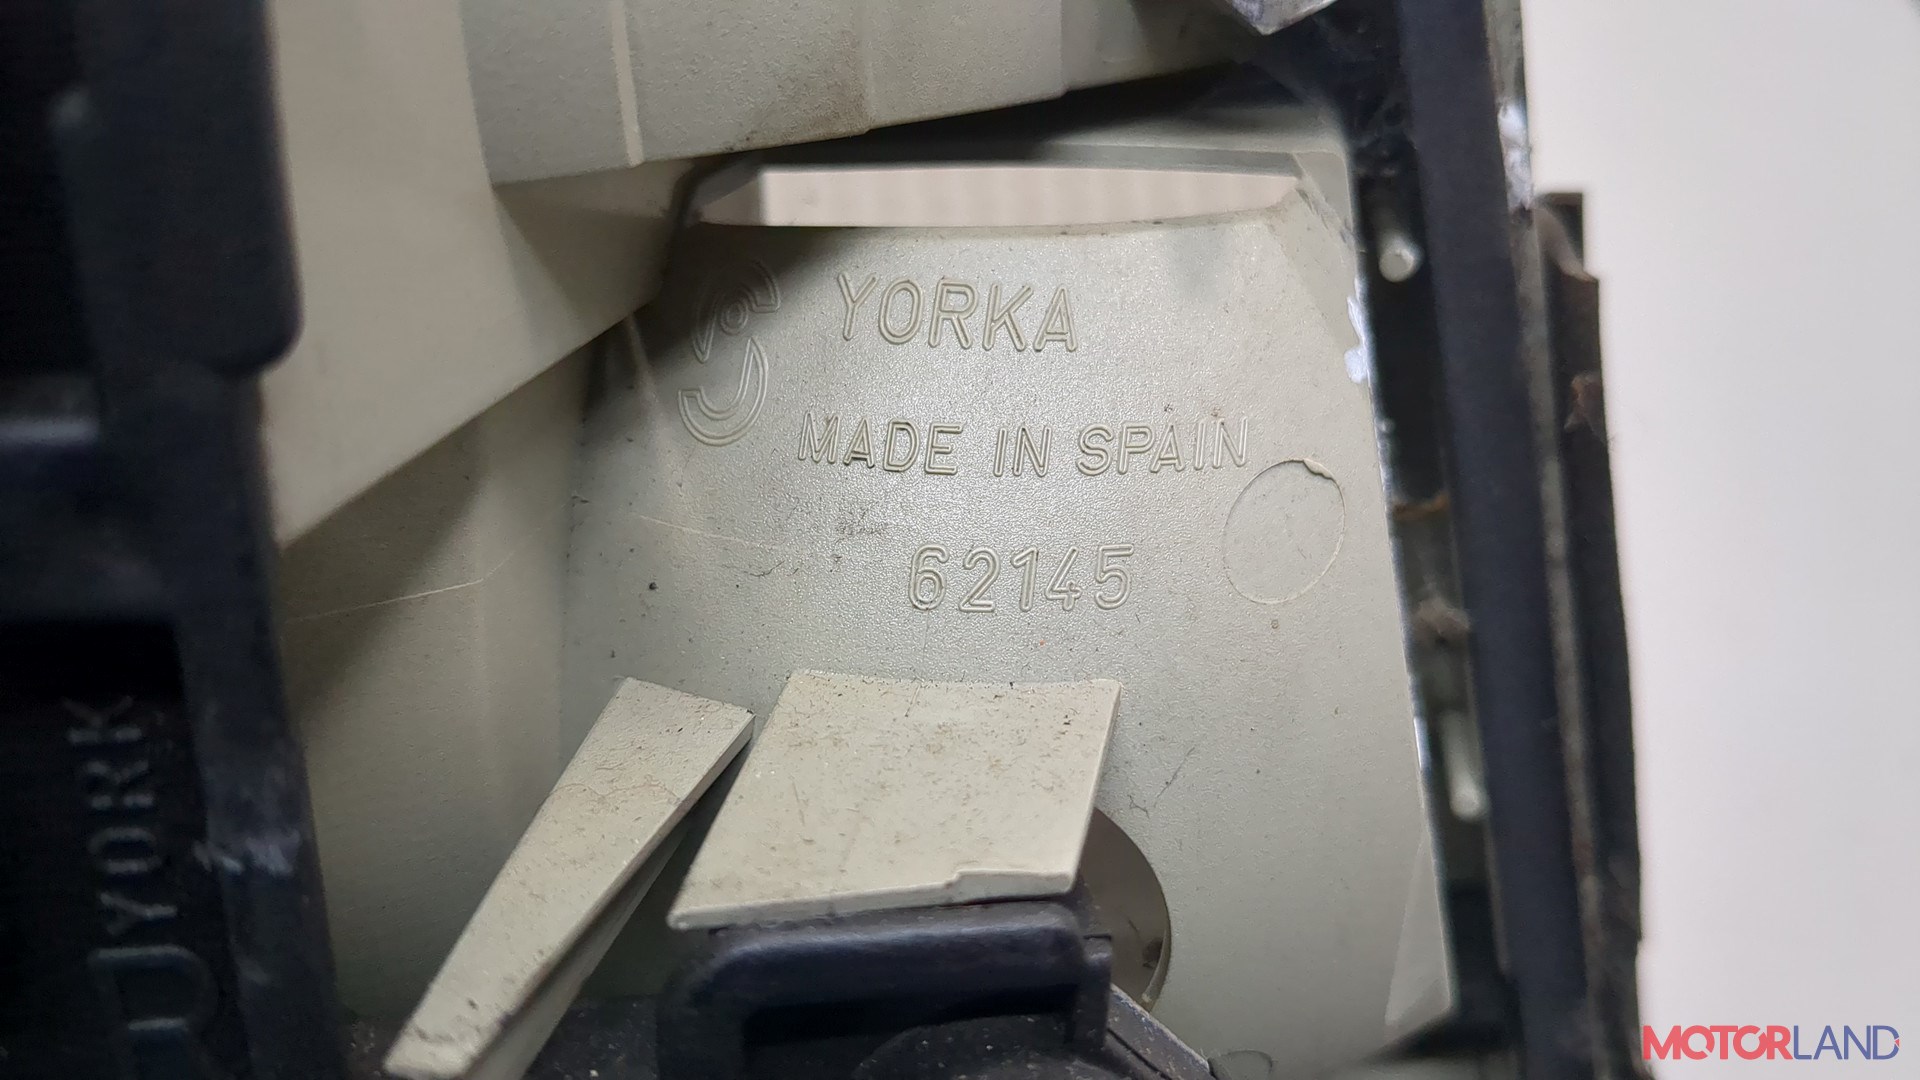 YORKA
MADE IN SPAIN
62145
YORK
MOTORLAND